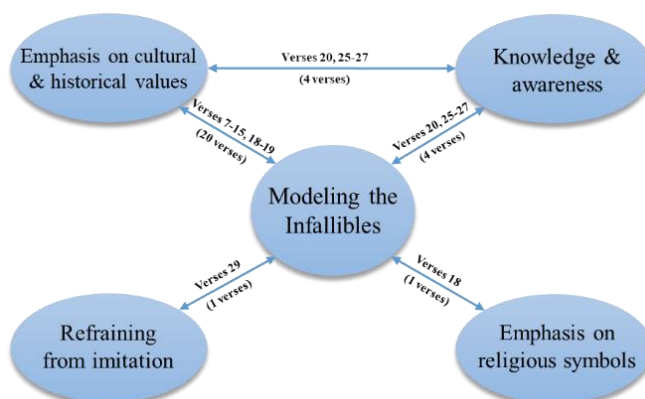 Emphasis on cultural
& historical values
Verses 20, 25-27
(4 verses)
Knowledge &
awareness
Verses 7-15, 18-19
(20 verses)
Verses 20, 25-27
(4 verses)
Modeling the
Infallibles
Verses 29
(1 verses)
Verses 18
(1 verses)
Refraining
from imitation
Emphasis on
religious symbols